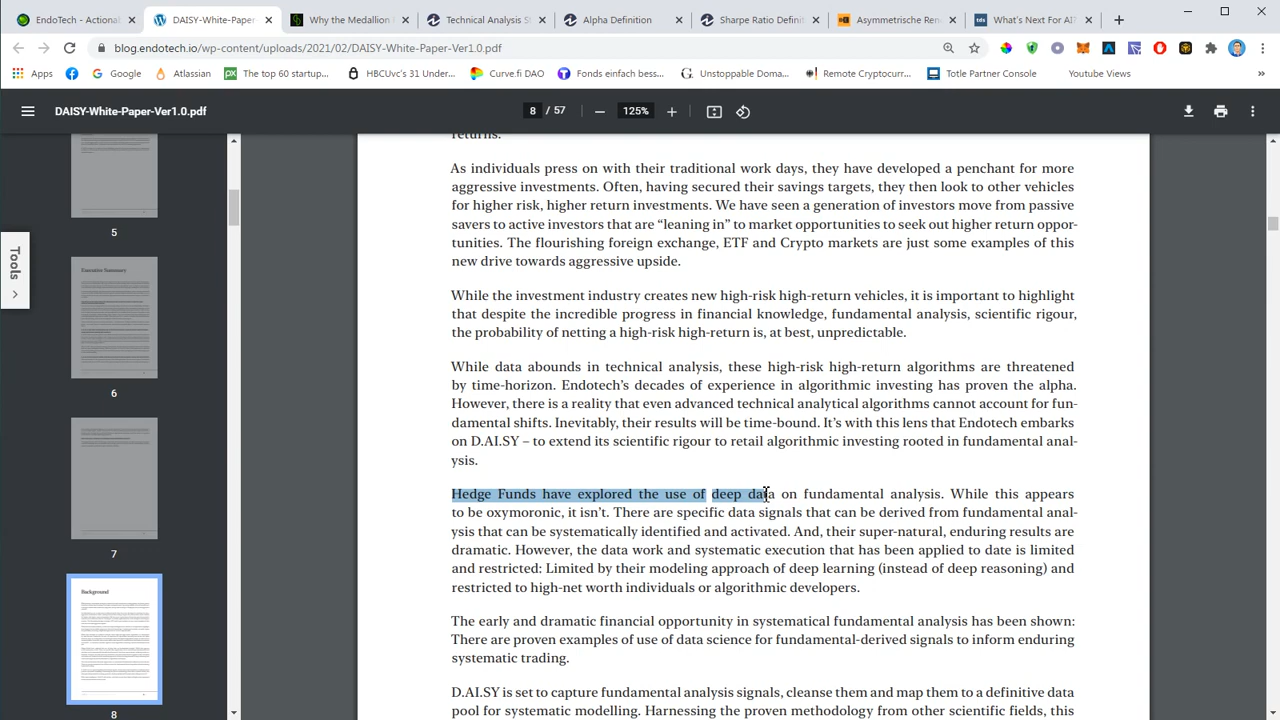 EndoTech - Actional
DAISY-White-Paper-
Why the Medallion
Technical Analysis S
Alpha Definition
Sharpe Ratio Definit
Asymmetrische Ren
What's Next For AI?
blog.endotech.io/wp-content/uploads/2021/02/DAISY-White-Paper-Ver1.0.pdf
Apps
Google
Atlassian
The top 60 startup...
HBCUvc's 31 Under...
Curve.fi DAO
Fonds einfach bess...
Unstoppable Doma...
Remote Cryptocurr...
Totle Partner Console
Youtube Views
DAISY-White-Paper-Ver1.0.pdf
8 / 57
125%
Tools
5
Executive Summary
6
7
Background
8
returns.
As individuals press on with their traditional work days, they have developed a penchant for more
aggressive investments. Often, having secured their savings targets, they then look to other vehicles
for higher risk, higher return investments. We have seen a generation of investors move from passive
savers to active investors that are “leaning in” to market opportunities to seek out higher return oppor-
tunities. The flourishing foreign exchange, ETF and Crypto markets are just some examples of this
new drive towards aggressive upside.
While the investment industry creates new high-risk high-return vehicles, it is important to highlight
that despite the incredible progress in financial knowledge, fundamental analysis, scientific rigour,
the probability of netting a high-risk high-return is, at best, unpredictable.
While data abounds in technical analysis, these high-risk high-return algorithms are threatened
by time-horizon. Endotech’s decades of experience in algorithmic investing has proven the alpha.
However, there is a reality that even advanced technical analytical algorithms cannot account for fun-
damental data. Inevitably, their results will be time-bound. It’s with this lens that Endotech embarks
on D.AI.SY – to extend its scientific rigour to retail algorithmic investing rooted in fundamental anal-
ysis.
Hedge Funds have explored the use of deep data on fundamental analysis. While this appears
to be oxymoronic, it isn’t. There are specific data signals that can be derived from fundamental anal-
ysis that can be systematically identified and activated. And, their super-natural, enduring results are
dramatic. However, the data work and systematic execution that has been applied to date is limited
and restricted: Limited by their modeling approach of deep learning (instead of deep reasoning) and
restricted to high-net worth individuals or algorithmic developers.
The early and dramatic financial opportunity in systematical fundamental analysis has been shown:
There are proven examples of use of data science for fundamental-derived signals to inform enduring
systematic trading.
D.AI.SY is set to capture fundamental analysis signals, cleanse them and map them to a definitive data
pool for systematic modelling. Harnessing the proven methodology from other scientific fields, this